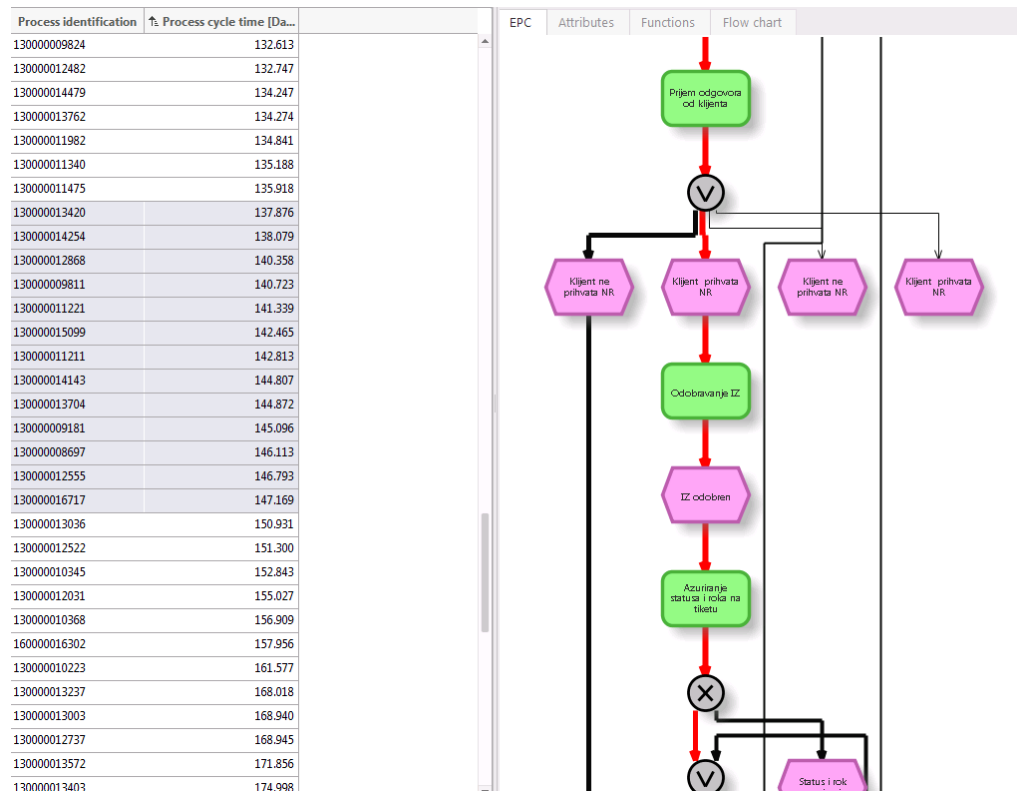 Process identification Process cycle time [Da...
130000009824 132.613
130000012482 132.747
130000014479 134.247
130000013762 134.274
130000011982 134.841
130000011340 135.188
130000011475 135.918
130000013420 137.876
130000014254 138.079
130000012868 140.358
130000009811 140.723
130000011221 141.339
130000015099 142.465
130000011211 142.813
130000014143 144.807
130000013704 144.872
130000009181 145.096
130000008697 146.113
130000012555 146.793
130000016717 147.169
130000013036 150.931
130000012522 151.300
130000010345 152.843
130000012031 155.027
130000010368 156.909
160000016302 157.956
130000010223 161.577
130000013237 168.018
130000013003 168.940
130000012737 168.945
130000013572 171.856
130000013403 174.998
EPC Attributes Functions Flow chart
Prijem odgovora
od klijenta
V
Klijent ne
prihvata NR
Klijent prihvata
NR
Klijent ne
prihvata NR
Klijent prihvata
NR
Odobravanje IZ
IZ odobren
Azuriranje
statusa i roka na
tiketu
X
V
Status i rok